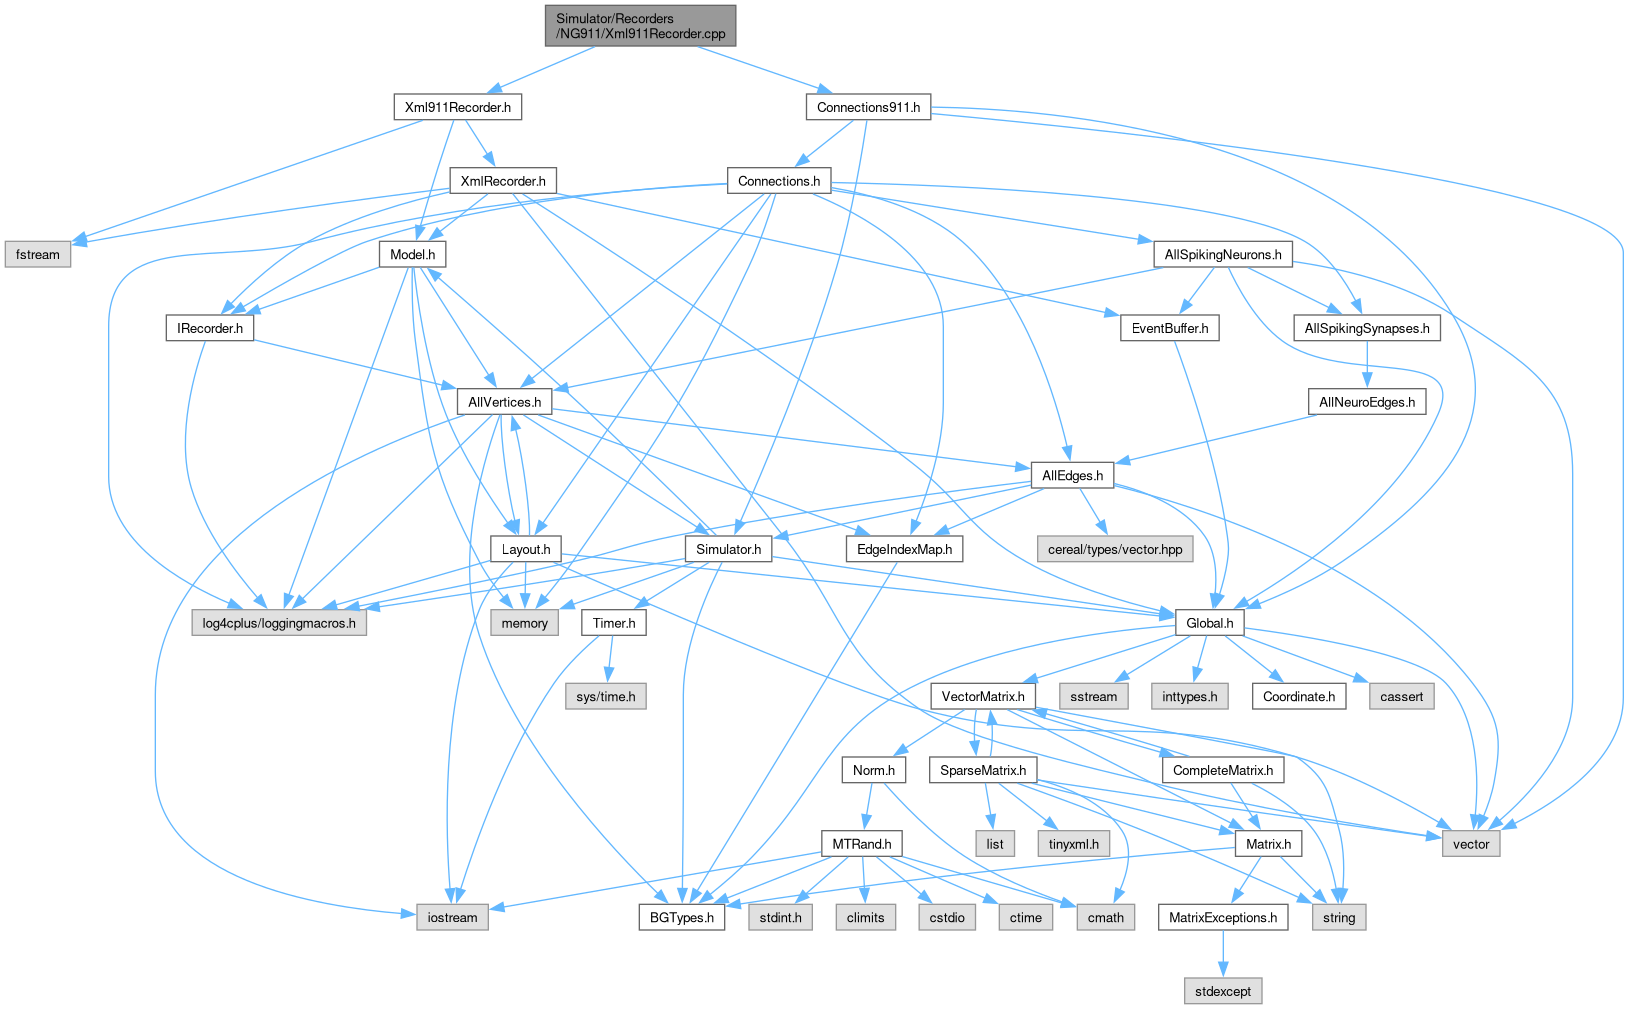 Simulator/Recorders
/NG911/Xml911Recorder.cpp
Xml911Recorder.h
Connections911.h
XmlRecorder.h
Connections.h
fstream
Model.h
AllSpikingNeurons.h
IRecorder.h
EventBuffer.h
AllSpikingSynapses.h
AllVertices.h
AllNeuroEdges.h
AllEdges.h
Layout.h
Simulator.h
EdgeIndexMap.h
cereal/types/vector.hpp
log4cplus/loggingmacros.h
memory
Timer.h
Global.h
sys/time.h
VectorMatrix.h
sstream
inttypes.h
Coordinate.h
cassert
Norm.h
SparseMatrix.h
CompleteMatrix.h
MTRand.h
list
tinyxml.h
Matrix.h
vector
iostream
BGTypes.h
stdint.h
climits
cstdio
ctime
cmath
MatrixExceptions.h
string
stdexcept